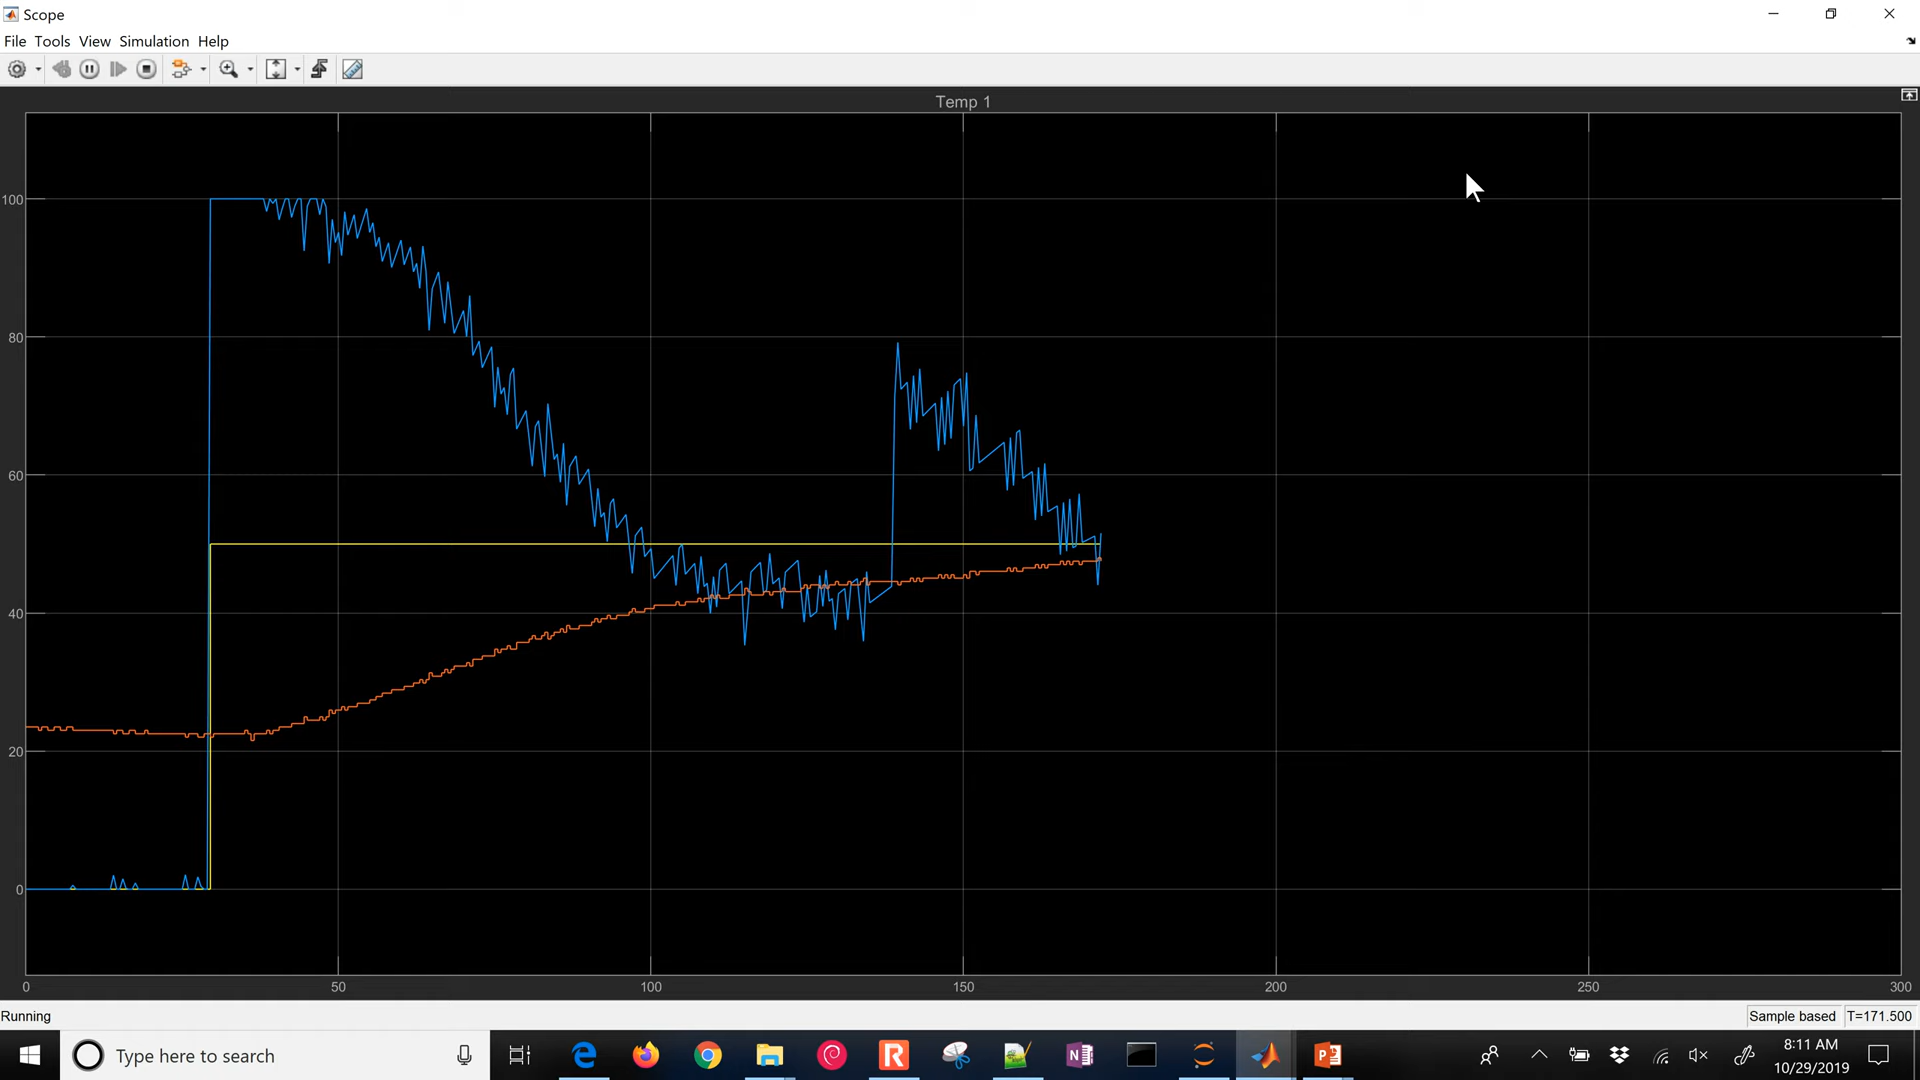 Scope
File Tools View Simulation Help
Temp 1
100
80
60
40
20
0
0 50 100 150 200 250 300
Running
Sample based T=171.500
Type here to search
8:11 AM
10/29/2019